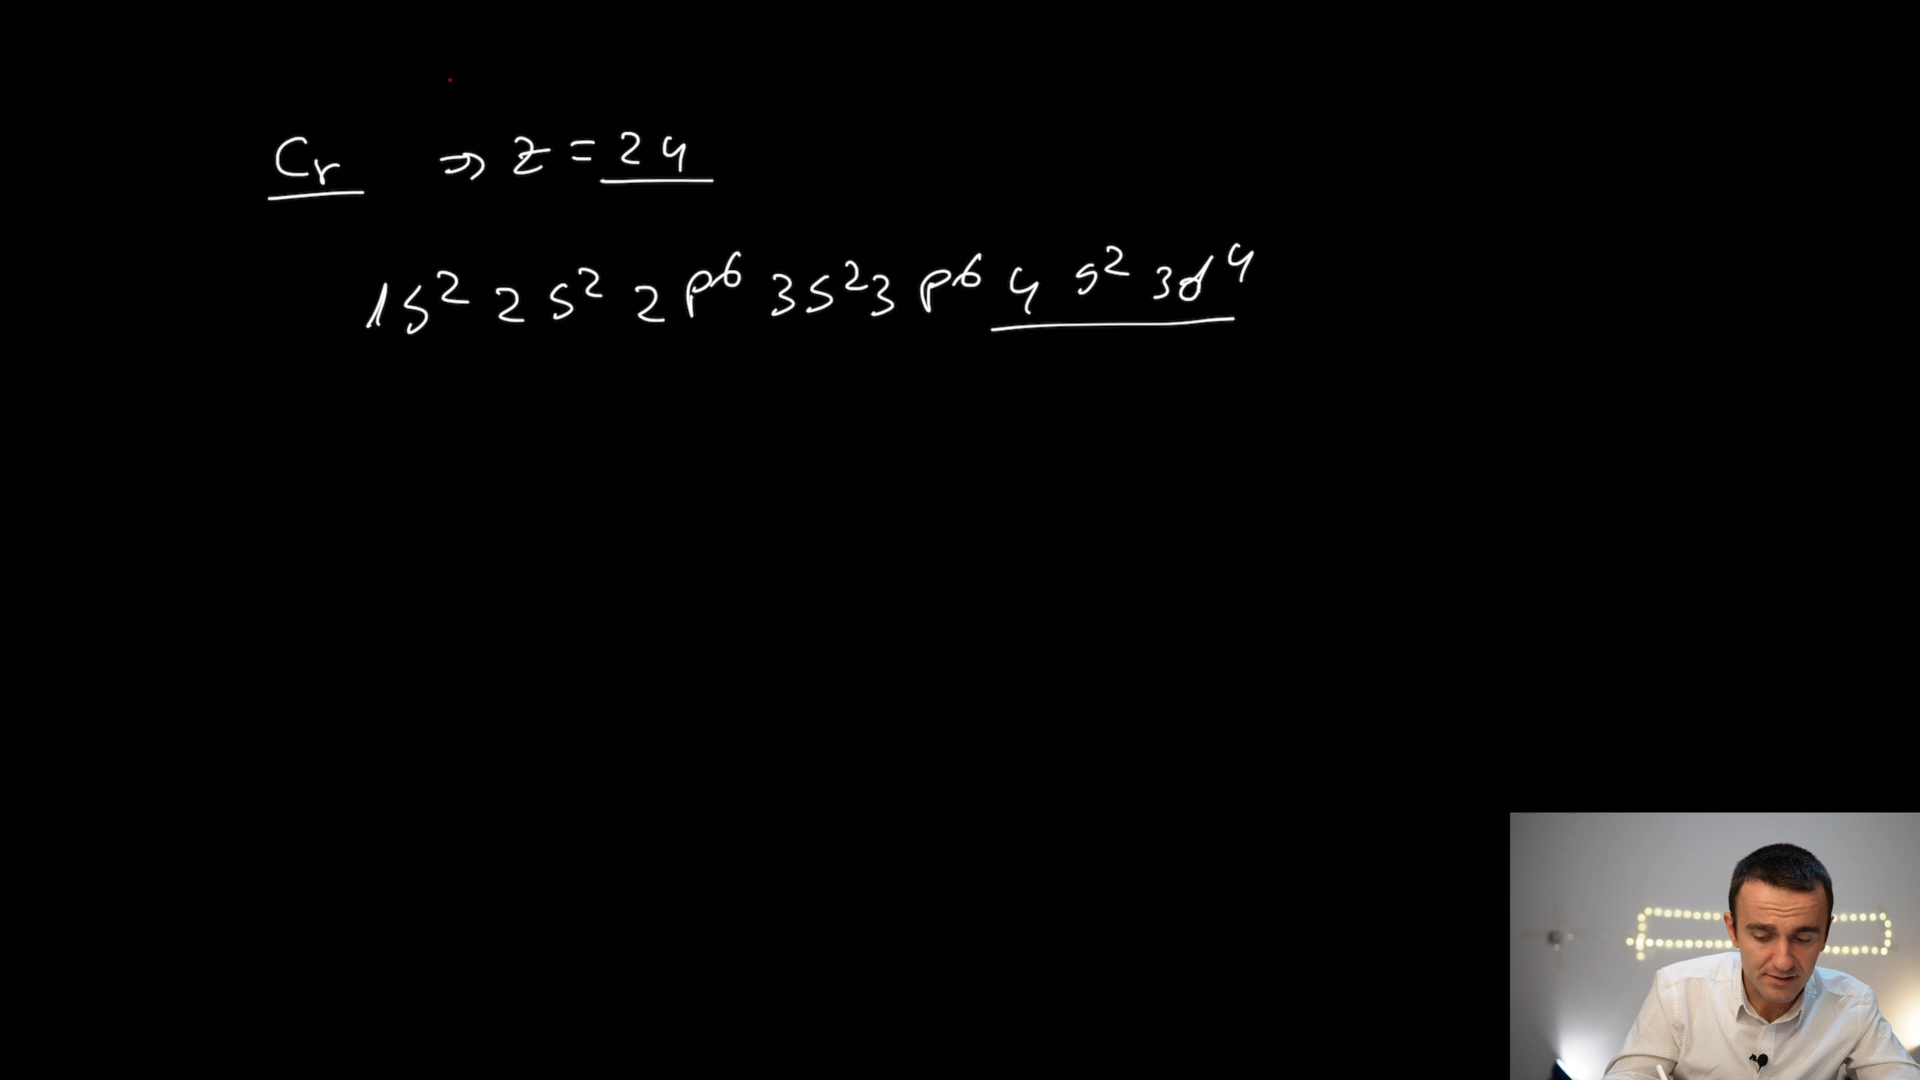 Cr ⇒ z = 24
1s² 2s² 2p⁶ 3s² 3p⁶ 4s² 3d⁴